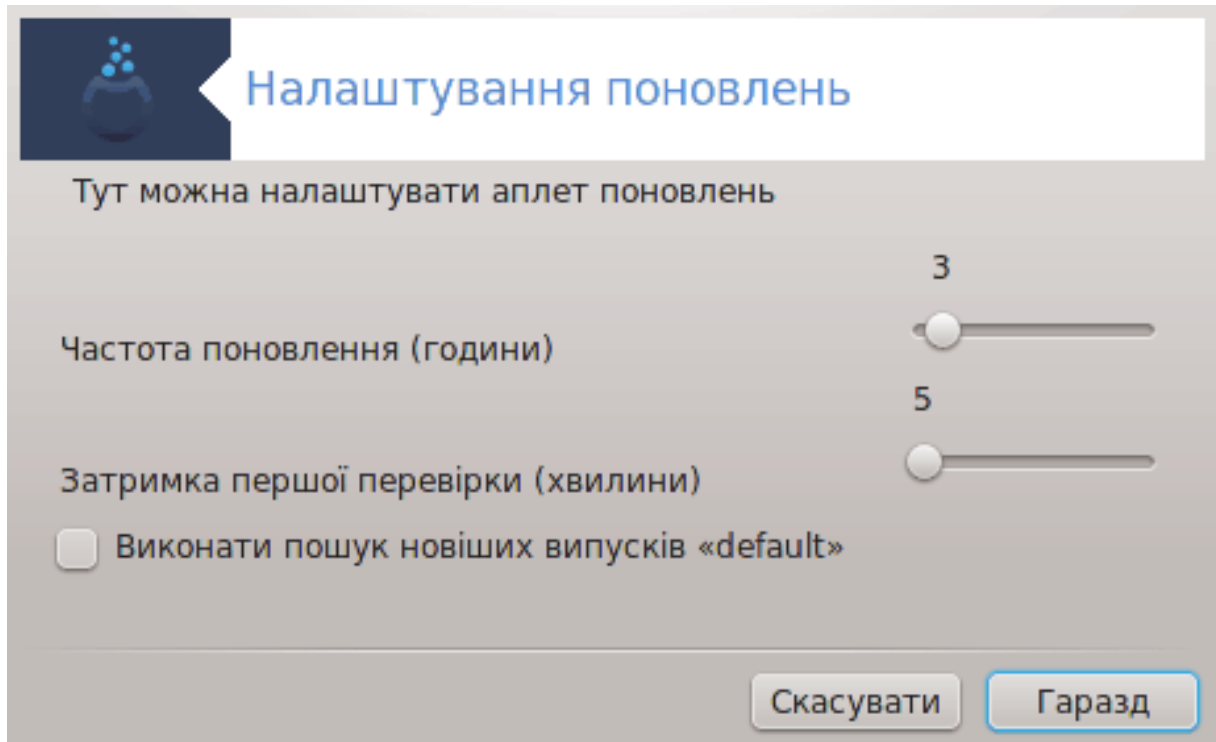 Налаштування поновлень
Тут можна налаштувати аплет поновлень
3
Частота поновлення (години)
5
Затримка першої перевірки (хвилини)
Виконати пошук новіших випусків «default»
Скасувати
Гаразд